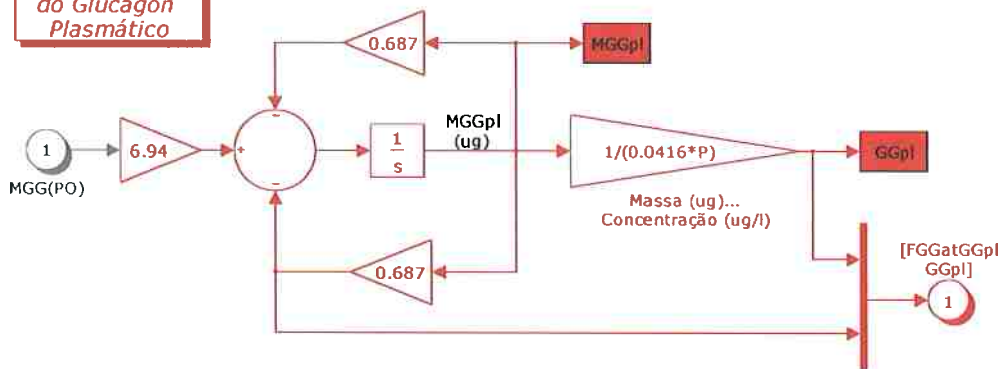 do Glucagon
Plasmático
0.687
MGGpl
1
MGG(PO)
6.94
-
+
-
1
s
MGGpl
(ug)
1/(0.0416*P)
GGpl
Massa (ug)...
Concentração (ug/l)
0.687
[FGGatGGpl
GGpl]
1